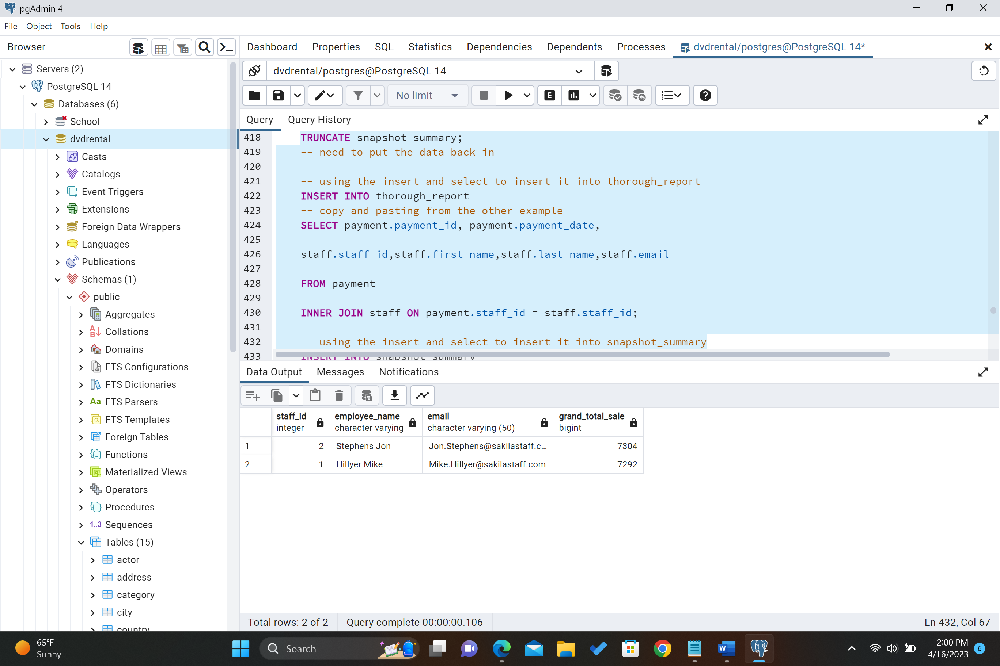 pgAdmin 4
File Object Tools Help
Browser
Dashboard Properties SQL Statistics Dependencies Dependents Processes dvdrental/postgres@PostgreSQL 14*
Servers (2)
PostgreSQL 14
Databases (6)
School
dvdrental
Casts
Catalogs
Event Triggers
Extensions
Foreign Data Wrappers
Languages
Publications
Schemas (1)
public
Aggregates
Collations
Domains
FTS Configurations
FTS Dictionaries
Aa FTS Parsers
FTS Templates
Foreign Tables
Functions
Materialized Views
Operators
Procedures
1..3 Sequences
Tables (15)
actor
address
category
city
country
dvdrental/postgres@PostgreSQL 14
No limit
E
Query Query History
418 TRUNCATE snapshot_summary;
419 -- need to put the data back in
420
421 -- using the insert and select to insert it into thorough_report
422 INSERT INTO thorough_report
423 -- copy and pasting from the other example
424 SELECT payment.payment_id, payment.payment_date,
425
426 staff.staff_id,staff.first_name,staff.last_name,staff.email
427
428 FROM payment
429
430 INNER JOIN staff ON payment.staff_id = staff.staff_id;
431
432 -- using the insert and select to insert it into snapshot_summary
433 INSERT INTO snapshot_summary
Data Output Messages Notifications
staff_id employee_name email grand_total_sale
integer character varying character varying (50) bigint
1 2 Stephens Jon Jon.Stephens@sakilastaff.c... 7304
2 1 Hillyer Mike Mike.Hillyer@sakilastaff.com 7292
Total rows: 2 of 2 Query complete 00:00:00.106 Ln 432, Col 67
65°F
Sunny
Search
W
2:00 PM
4/16/2023
6